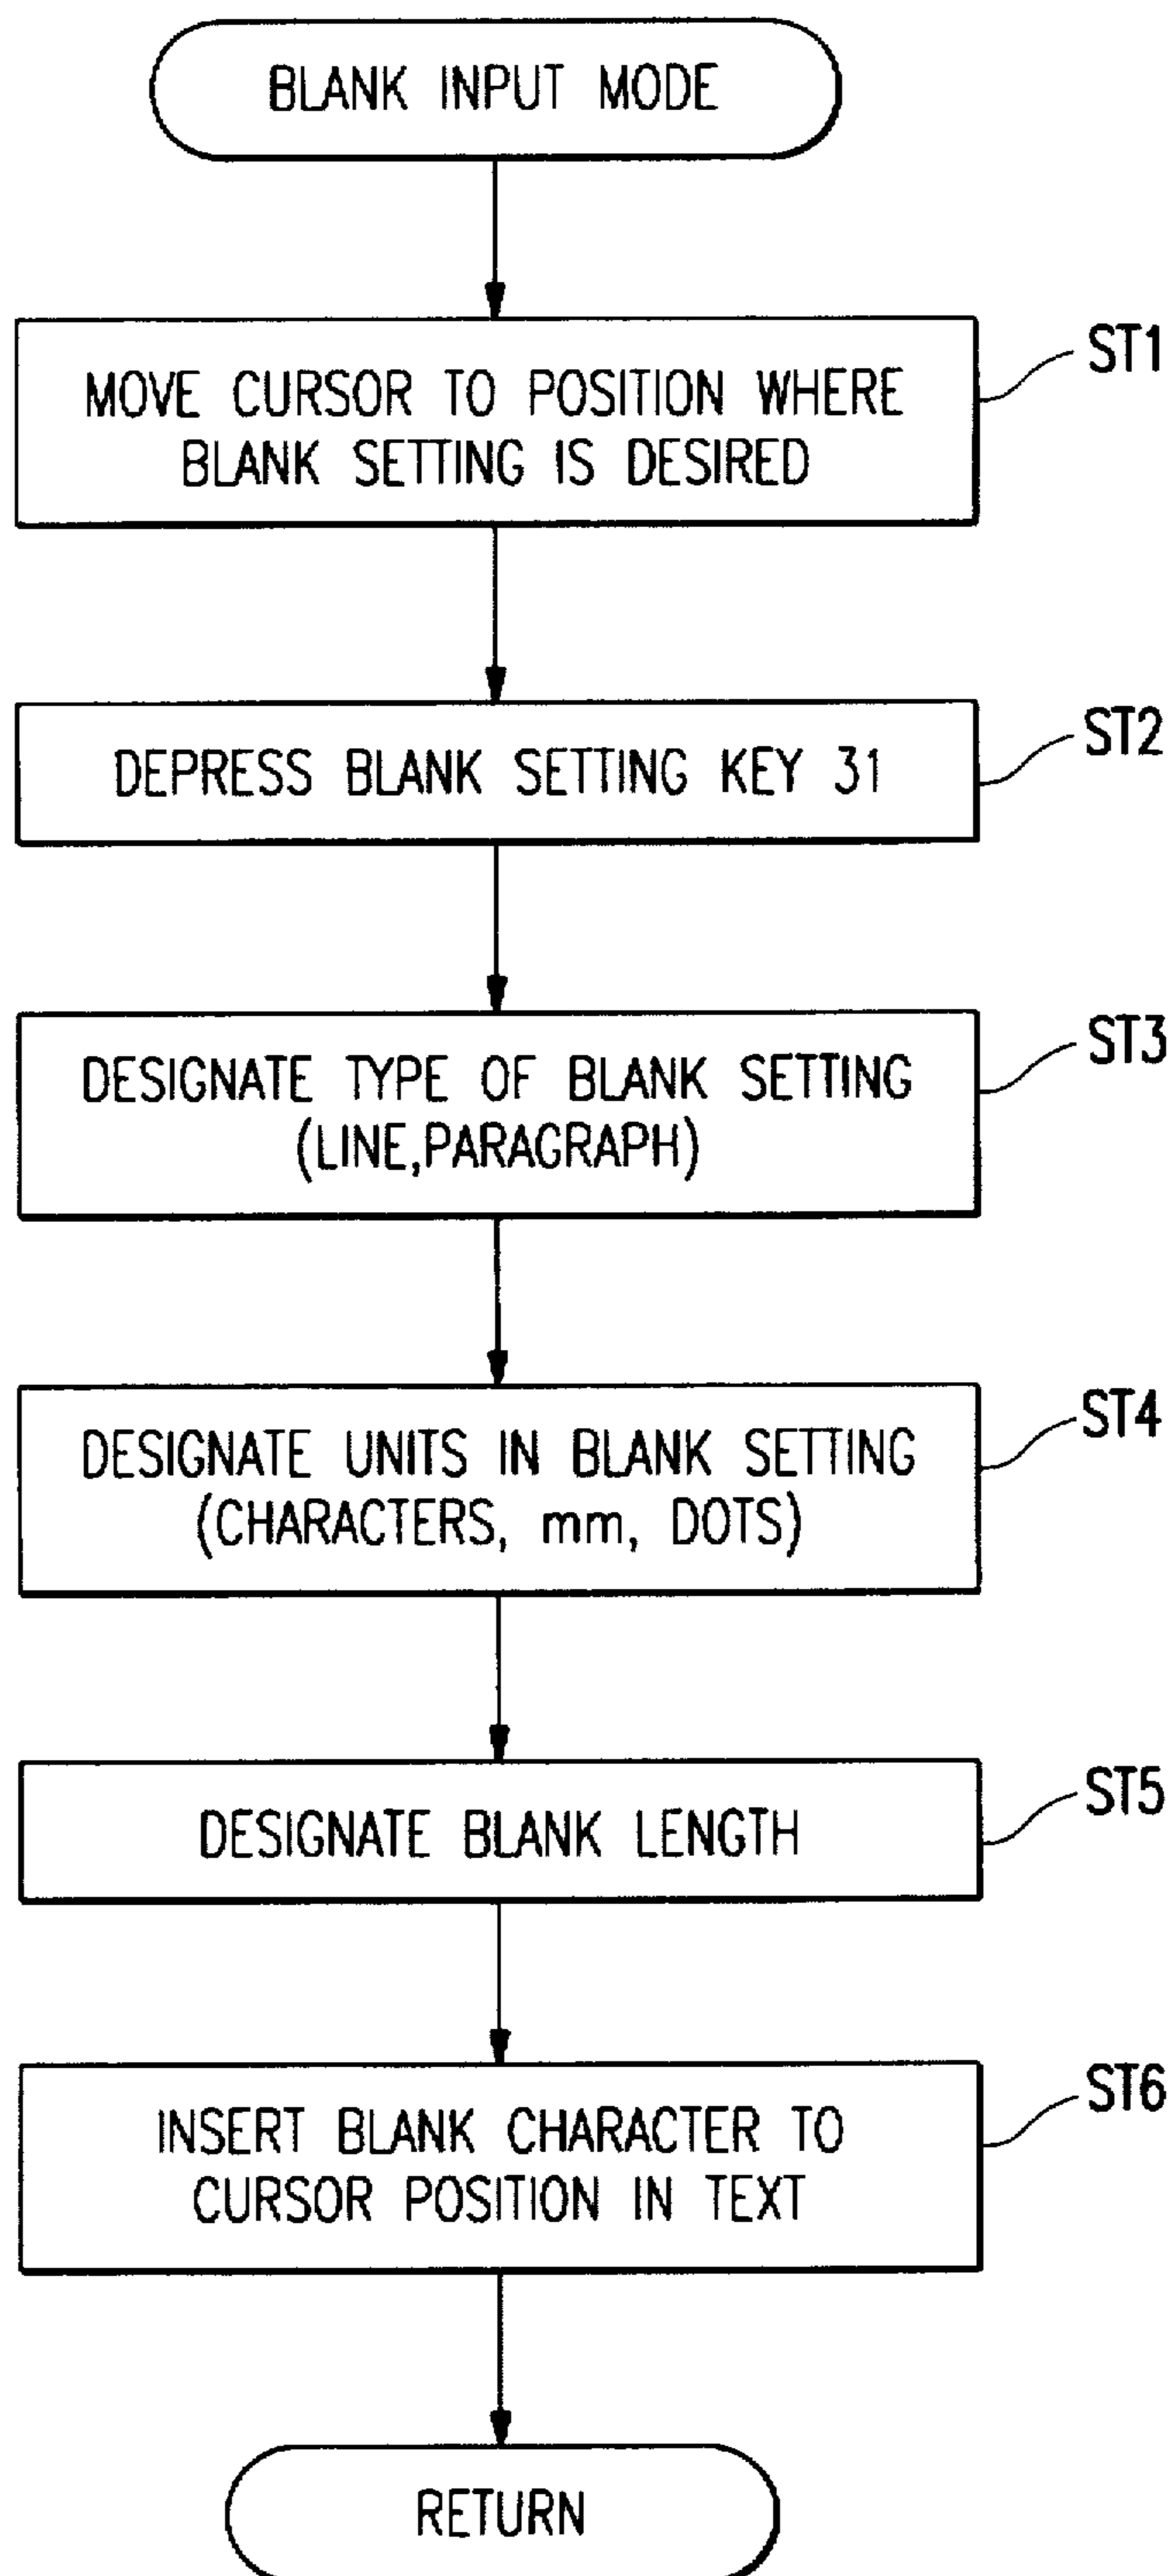 BLANK INPUT MODE
MOVE CURSOR TO POSITION WHERE
BLANK SETTING IS DESIRED
ST1
DEPRESS BLANK SETTING KEY 31
ST2
DESIGNATE TYPE OF BLANK SETTING
(LINE,PARAGRAPH)
ST3
DESIGNATE UNITS IN BLANK SETTING
(CHARACTERS, mm, DOTS)
ST4
DESIGNATE BLANK LENGTH
ST5
INSERT BLANK CHARACTER TO
CURSOR POSITION IN TEXT
ST6
RETURN